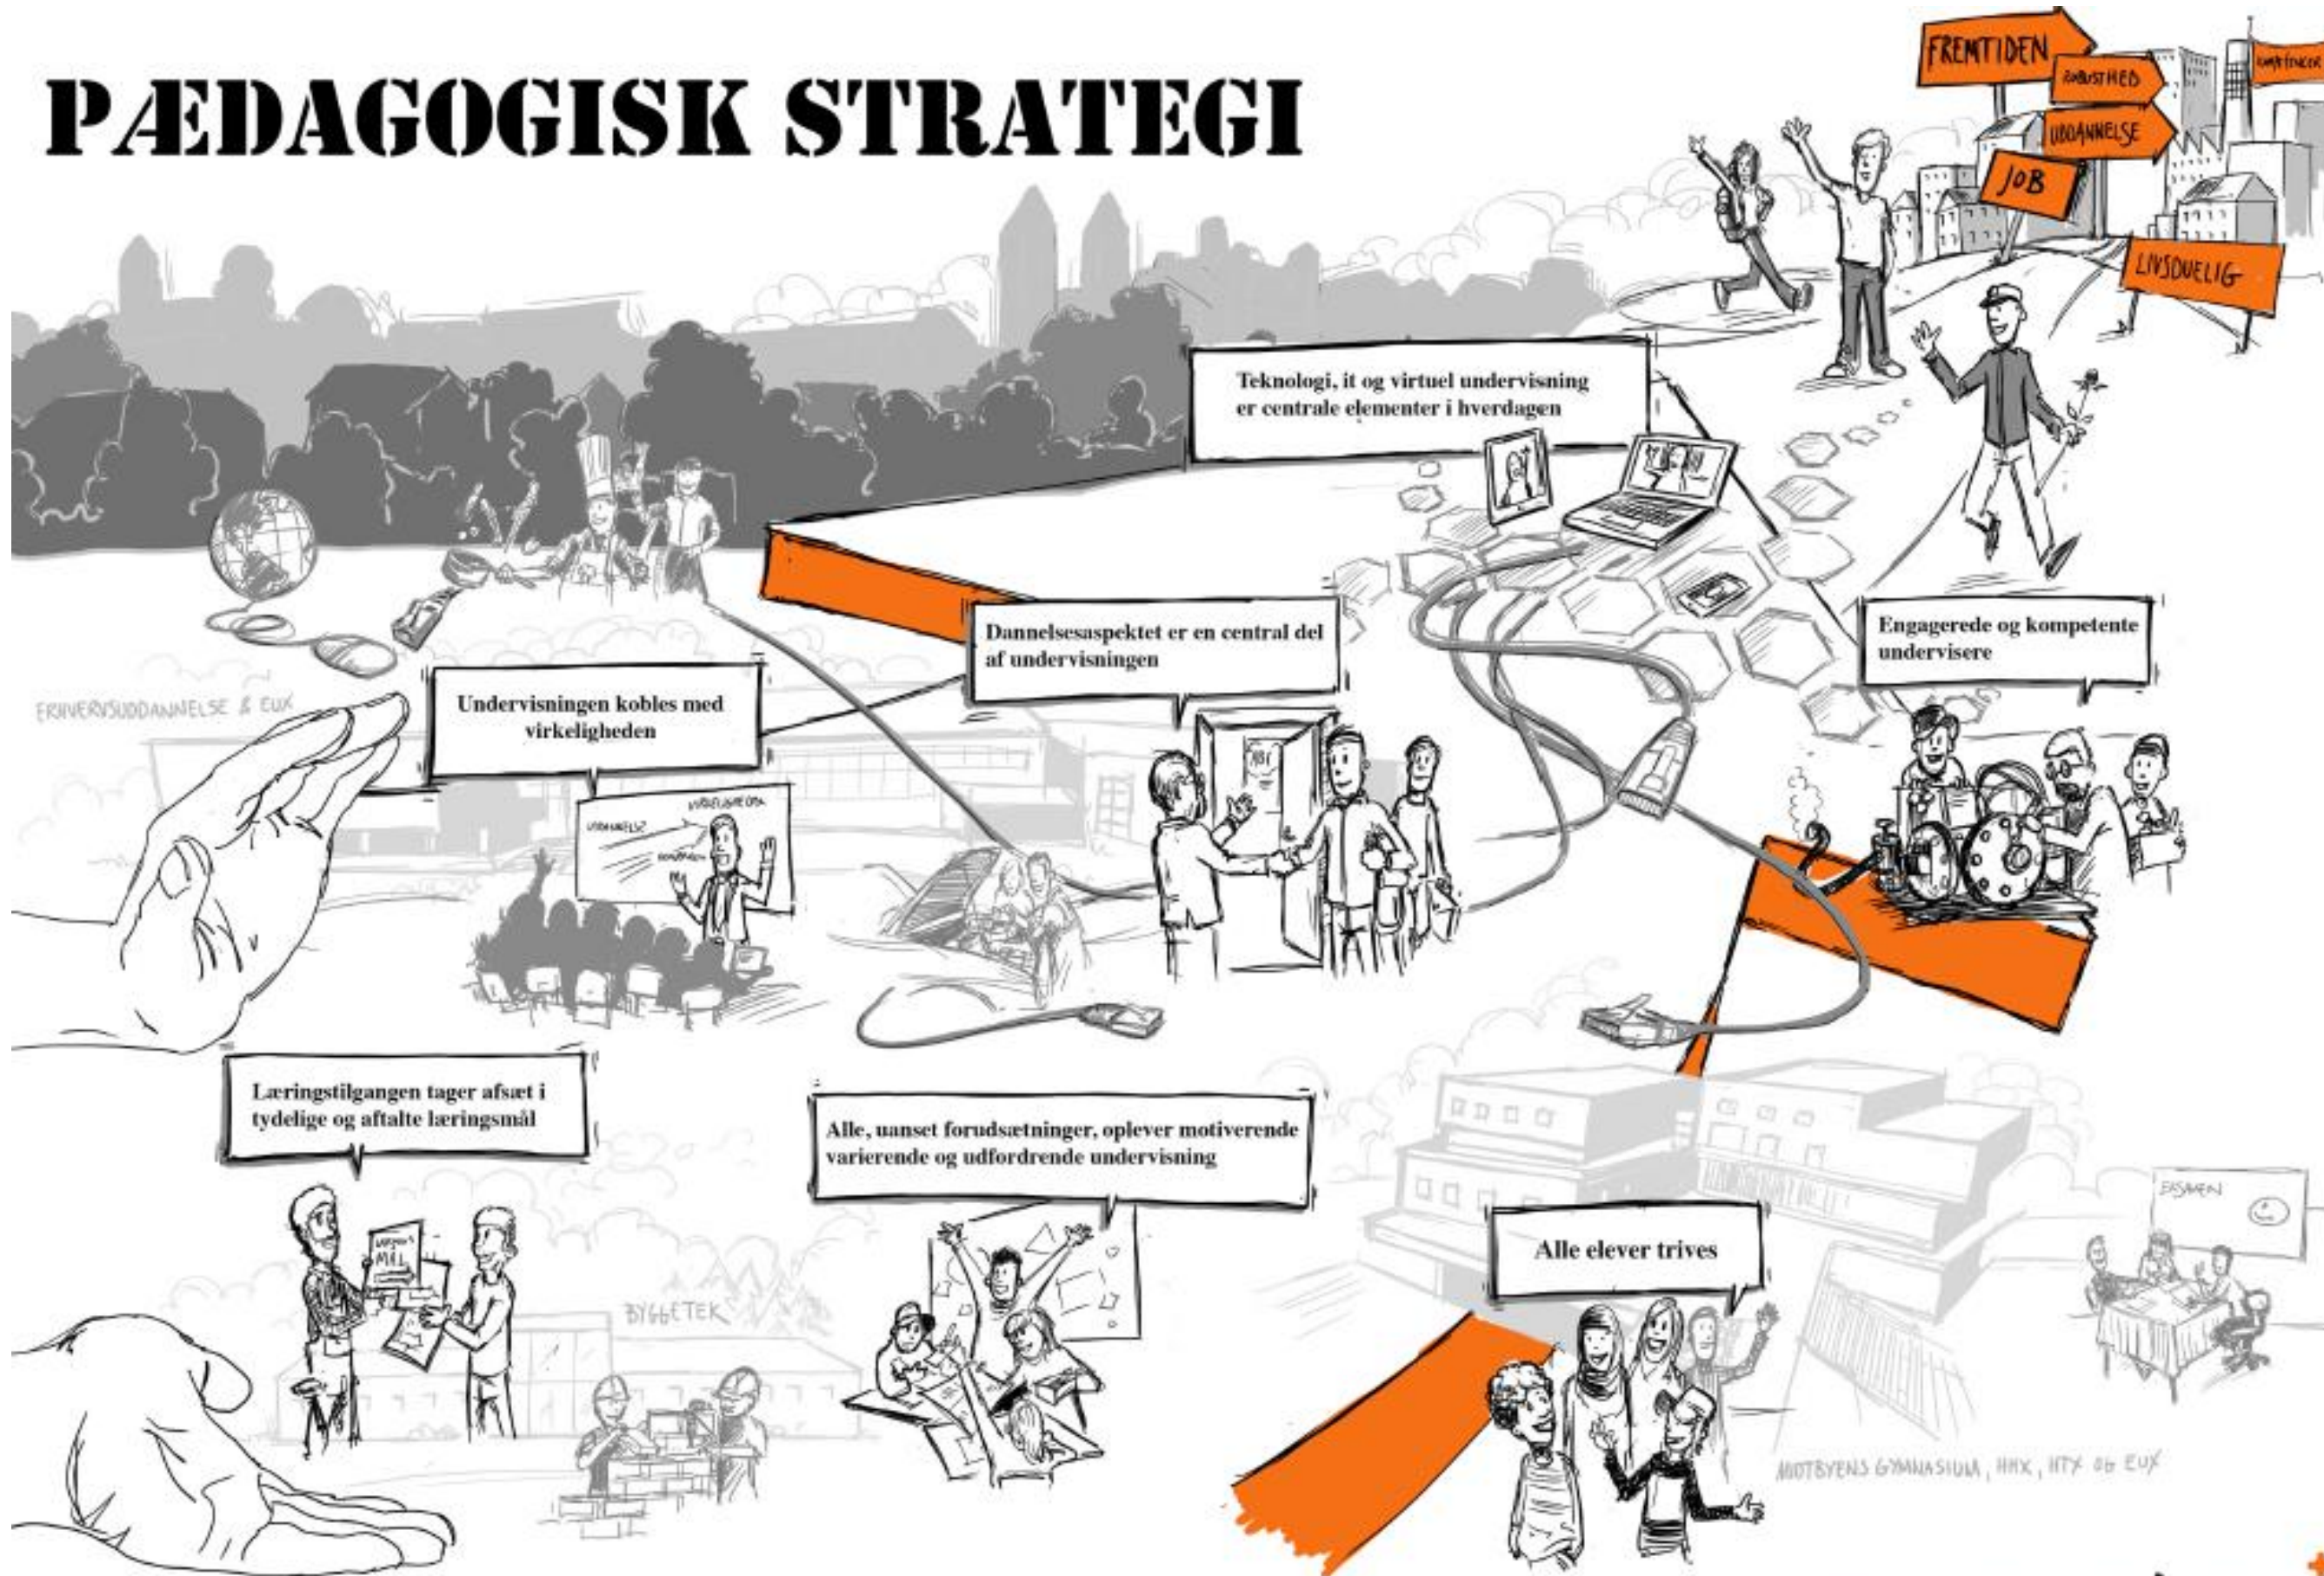 PÆDAGOGISK STRATEGI
FREMTIDEN
ROBUSTHED
UDDANNELSE
JOB
LIVSDUELIG
Teknologi, it og virtuel undervisning
er centrale elementer i hverdagen
Dannelsesaspektet er en central del
af undervisningen
Engagerede og kompetente
undervisere
ERHVERVSUDDANNELSE & EUX
Undervisningen kobles med
virkeligheden
VIRKELIGHEDEN
UDDANNELSE
Læringstilgangen tager afsæt i
tydelige og aftalte læringsmål
Alle, uanset forudsætninger, oplever motiverende
varierende og udfordrende undervisning
Alle elever trives
EKSAMEN
MÅL
BYGGETEK
MIDTBYENS GYMNASIUM, HHX, HTX OG EUX